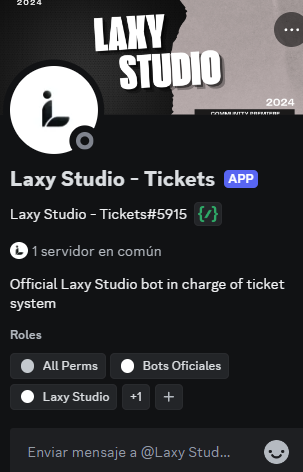 2024
LAXY
STUDIO
2024
COMMUNITY PREMIERE
Laxy Studio - Tickets APP
Laxy Studio - Tickets#5915 {/}
1 servidor en común
Official Laxy Studio bot in charge of ticket
system
Roles
All Perms Bots Oficiales
Laxy Studio +1 +
Enviar mensaje a @Laxy Stud...